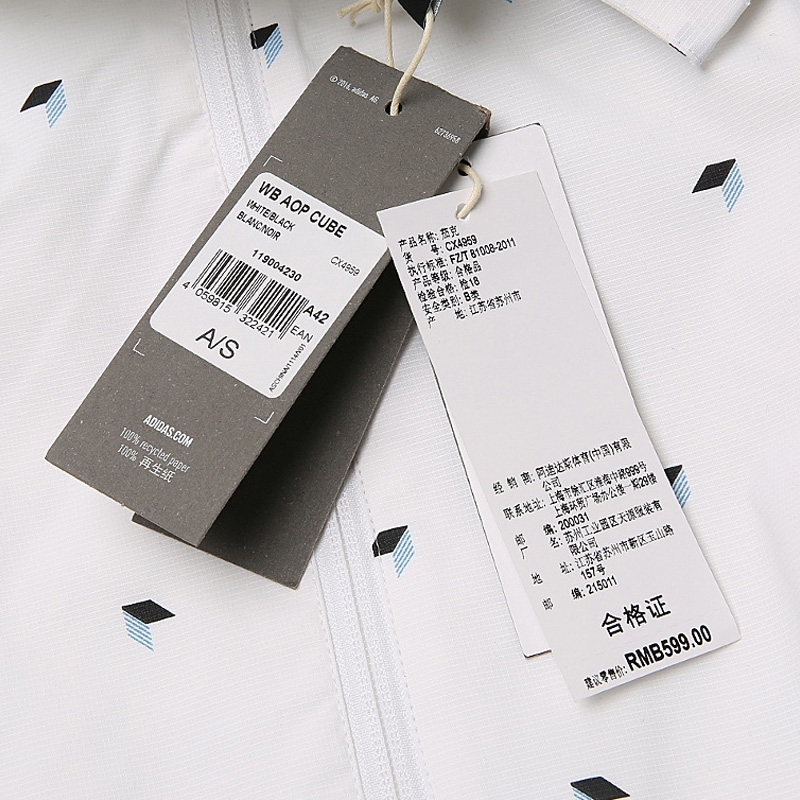 © 2016, adidas AG
62736958
WB AOP CUBE
WHITE/BLACK
BLANC/NOIR
CX4959
119004230
A42
4 059815 322421
EAN
A/S
ADIDAS.COM
100% recycled paper
100% 再生纸
产品名称: 茄克
货 号: CX4959
执行标准: FZ/T 81008-2011
产品等级: 合格品
检验合格: 检18
安全类别: B类
产 地: 江苏省苏州市
经 销 商: 阿迪达斯体育(中国)有限
公司
联系地址: 上海市徐汇区淮海中路999号
上海环贸广场办公楼一期29楼
邮 编: 200031
厂 名: 苏州工业园区天源服装有
限公司
地 址: 江苏省苏州市新区玉山路
157号
邮 编: 215011
合格证
建议零售价: RMB599.00